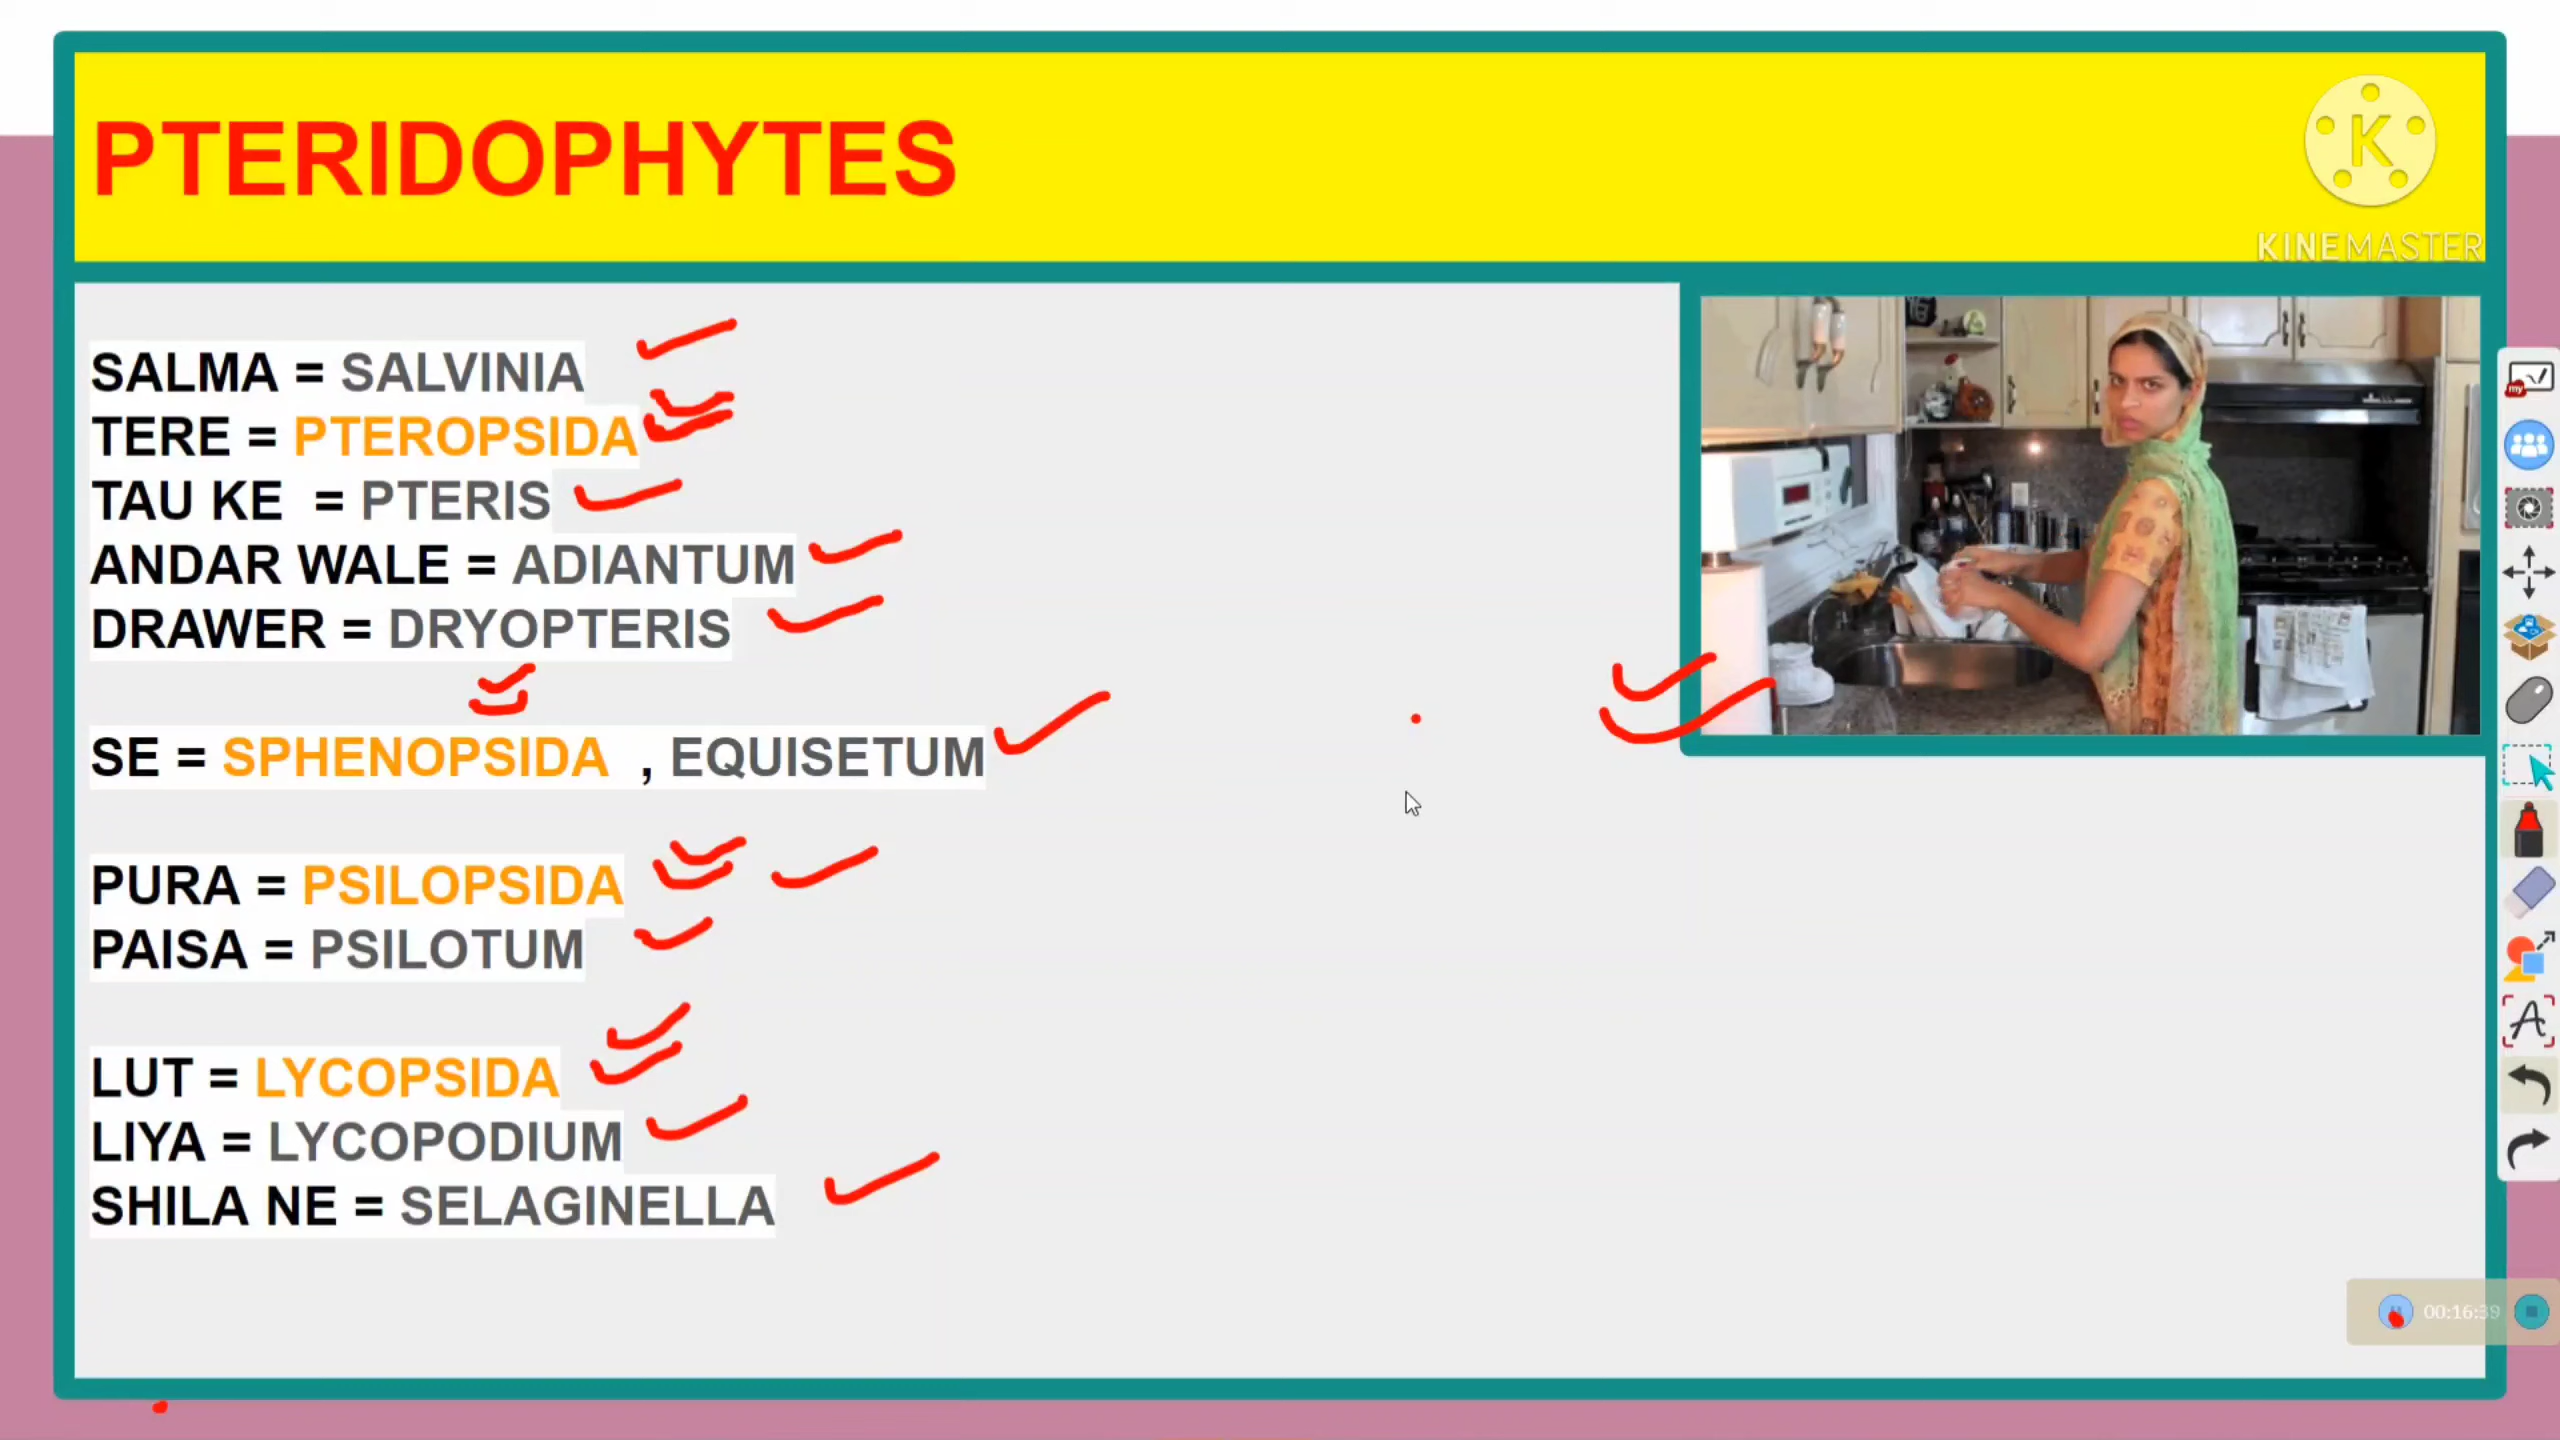 PTERIDOPHYTES
K
KINEMASTER
SALMA = SALVINIA
TERE = PTEROPSIDA
TAU KE = PTERIS
ANDAR WALE = ADIANTUM
DRAWER = DRYOPTERIS
SE = SPHENOPSIDA , EQUISETUM
PURA = PSILOPSIDA
PAISA = PSILOTUM
LUT = LYCOPSIDA
LIYA = LYCOPODIUM
SHILA NE = SELAGINELLA
my
A